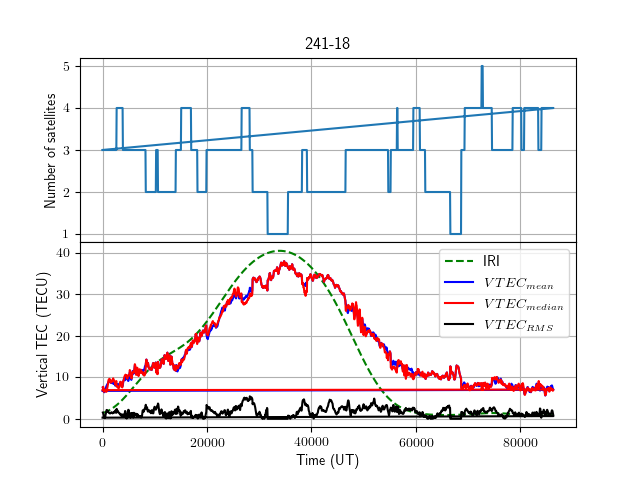 241-18
Number of satellites
5
4
3
2
1
Vertical TEC (TECU)
40
30
20
10
0
IRI
VTEC_mean
VTEC_median
VTEC_RMS
0 20000 40000 60000 80000
Time (UT)